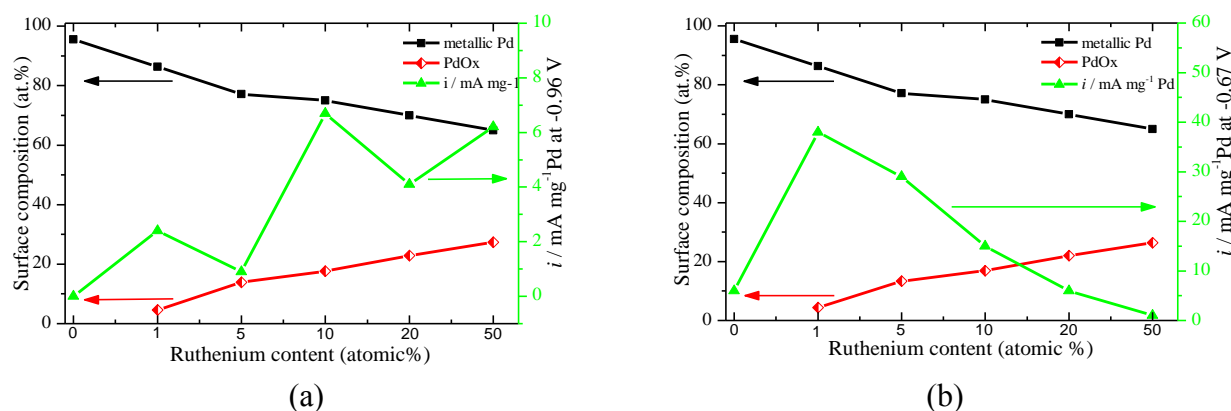 100
80
60
40
20
0
Surface composition (at.%)
metallic Pd
PdOx
i / mA mg-1
10
8
6
4
2
0
i / mA mg⁻¹Pd at -0.96 V
0 1 5 10 20 50
Ruthenium content (atomic%)
(a)
100
80
60
40
20
0
Surface composition (at.%)
metallic Pd
PdOx
i / mA mg⁻¹ Pd
60
50
40
30
20
10
0
i / mA mg⁻¹Pd at -0.67 V
0 1 5 10 20 50
Ruthenium content (atomic %)
(b)